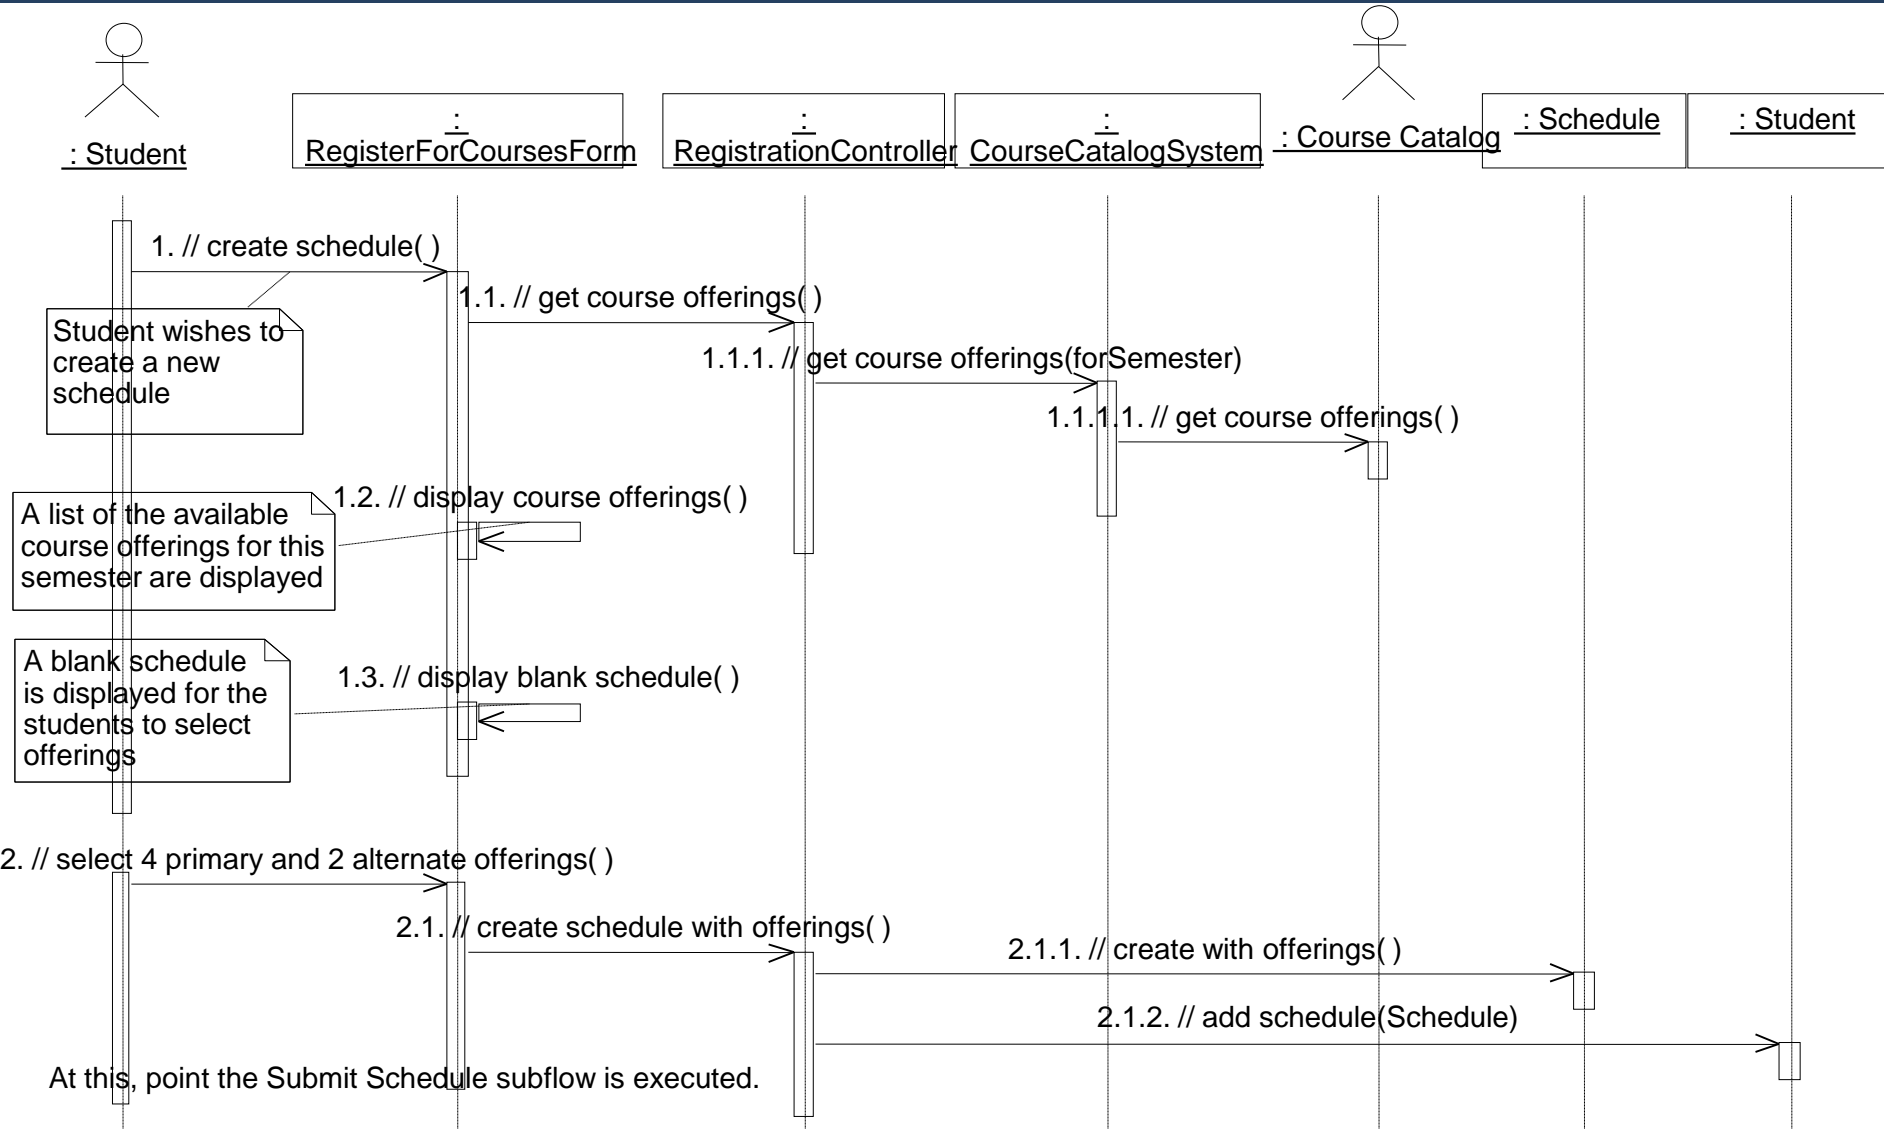 : Student
:
RegisterForCoursesForm
:
RegistrationController
:
CourseCatalogSystem
: Course Catalog
: Schedule
: Student
1. // create schedule( )
1.1. // get course offerings( )
Student wishes to
create a new
schedule
1.1.1. // get course offerings(forSemester)
1.1.1.1. // get course offerings( )
1.2. // display course offerings( )
A list of the available
course offerings for this
semester are displayed
A blank schedule
is displayed for the
students to select
offerings
1.3. // display blank schedule( )
2. // select 4 primary and 2 alternate offerings( )
2.1. // create schedule with offerings( )
2.1.1. // create with offerings( )
2.1.2. // add schedule(Schedule)
At this, point the Submit Schedule subflow is executed.